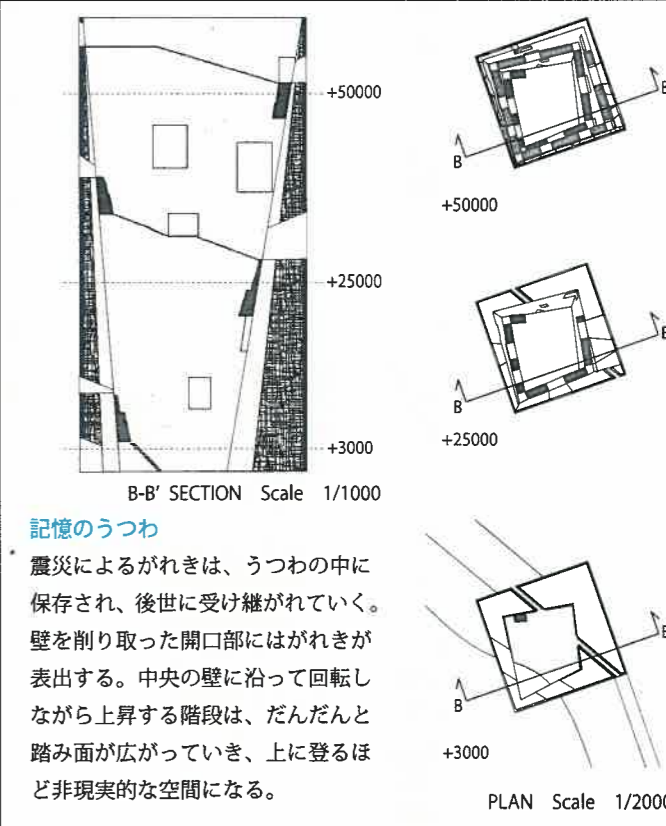 +50000
+25000
+3000
B-B' SECTION Scale 1/1000
記憶のうつわ
震災によるがれきは、うつわの中に
保存され、後世に受け継がれていく。
壁を削り取った開口部にはがれきが
表出する。中央の壁に沿って回転し
ながら上昇する階段は、だんだんと
踏み面が広がっていき、上に登るほ
ど非現実的な空間になる。
B
B
+50000
B
B
+25000
B
B
+3000
PLAN Scale 1/2000